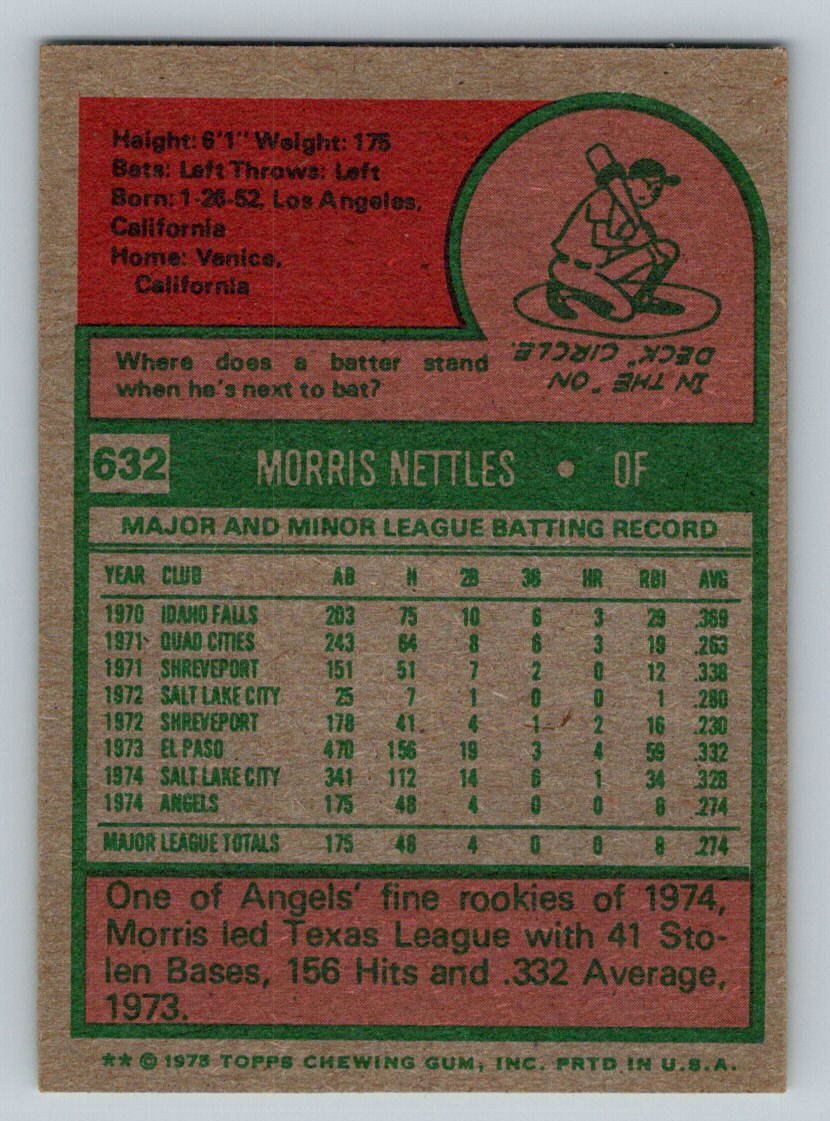 Height: 6'1" Weight: 175
Bats: Left Throws: Left
Born: 1-26-52, Los Angeles,
California
Home: Venice,
California
Where does a batter stand
when he's next to bat?
IN THE "ON
DECK" CIRCLE.
632 MORRIS NETTLES • OF
MAJOR AND MINOR LEAGUE BATTING RECORD
YEAR CLUB AB H 2B 3B HR RBI AVG
1970 IDAHO FALLS 203 75 10 6 3 29 .369
1971 QUAD CITIES 243 64 8 6 3 19 .263
1971 SHREVEPORT 151 51 7 2 0 12 .338
1972 SALT LAKE CITY 25 7 1 0 0 1 .280
1972 SHREVEPORT 178 41 4 1 2 16 .230
1973 EL PASO 470 156 19 3 4 59 .332
1974 SALT LAKE CITY 341 112 14 6 1 34 .328
1974 ANGELS 175 48 4 0 0 8 .274
MAJOR LEAGUE TOTALS 175 48 4 0 0 8 .274
One of Angels' fine rookies of 1974,
Morris led Texas League with 41 Sto-
len Bases, 156 Hits and .332 Average,
1973.
** © 1975 TOPPS CHEWING GUM, INC. PRTD IN U.S.A.